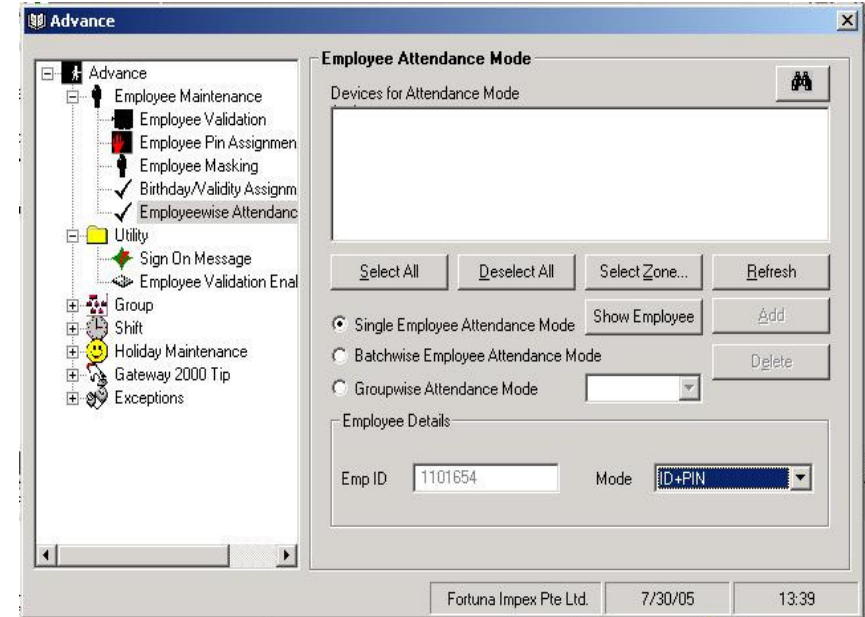 Advance
Advance
Employee Maintenance
Employee Validation
Employee Pin Assignmen
Employee Masking
Birthday/Validity Assignm
Employeewise Attendanc
Utility
Sign On Message
Employee Validation Enal
Group
Shift
Holiday Maintenance
Gateway 2000 Tip
Exceptions
Employee Attendance Mode
Devices for Attendance Mode
Select All
Deselect All
Select Zone...
Refresh
Single Employee Attendance Mode
Show Employee
Add
Batchwise Employee Attendance Mode
Delete
Groupwise Attendance Mode
Employee Details
Emp ID
1101654
Mode
ID+PIN
Fortuna Impex Pte Ltd.
7/30/05
13:39